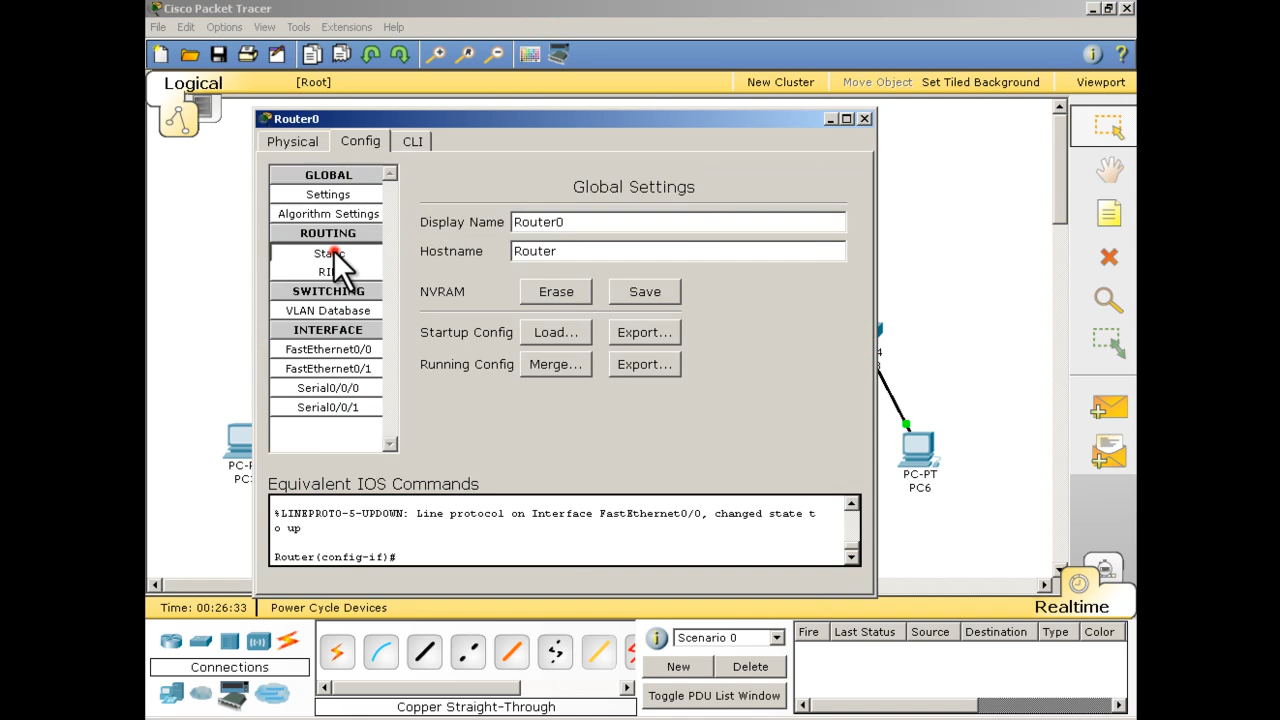 Cisco Packet Tracer
File Edit Options View Tools Extensions Help
Logical [Root] New Cluster Move Object Set Tiled Background Viewport
Router0
Physical Config CLI
GLOBAL
Settings
Algorithm Settings
ROUTING
SWITCHING
VLAN Database
INTERFACE
FastEthernet0/0
FastEthernet0/1
Serial0/0/0
Serial0/0/1
Global Settings
Display Name Router0
Hostname Router
NVRAM Erase Save
Startup Config Load... Export...
Running Config Merge... Export...
Equivalent IOS Commands
%LINEPROTO-5-UPDOWN: Line protocol on Interface FastEthernet0/0, changed state t
o up
Router(config-if)#
PC-PT
PC6
Time: 00:26:33 Power Cycle Devices Realtime
Connections
Copper Straight-Through
Scenario 0
New Delete
Toggle PDU List Window
Fire Last Status Source Destination Type Color